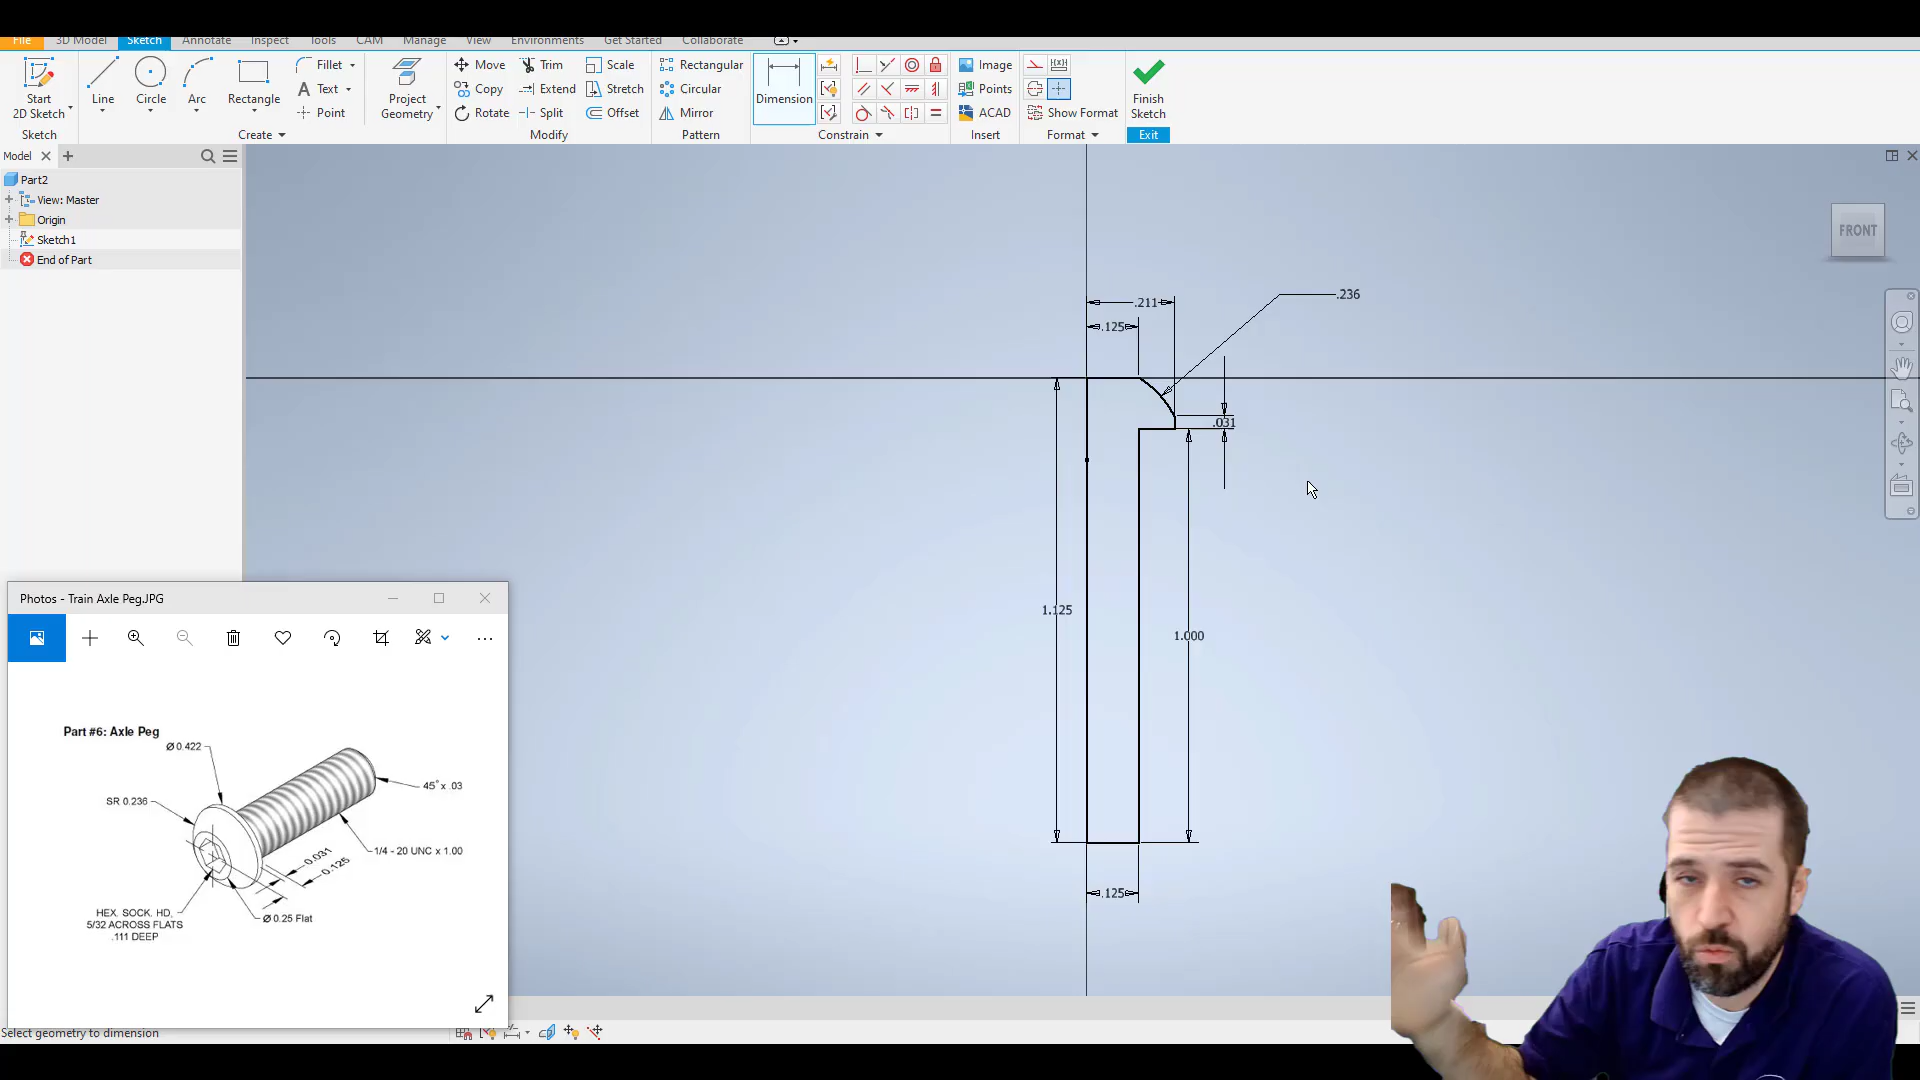 File 3D Model Sketch Annotate Inspect Tools CAM Manage View Environments Get Started Collaborate
Start
2D Sketch
Line
Circle
Arc
Rectangle
Fillet
Text
Point
Project
Geometry
Move
Copy
Rotate
Trim
Extend
Split
Scale
Stretch
Offset
Rectangular
Circular
Mirror
Dimension
Image
Points
ACAD
Show Format
Finish
Sketch
Sketch
Create
Modify
Pattern
Constrain
Insert
Format
Exit
Model
Part2
View: Master
Origin
Sketch1
End of Part
FRONT
.236
.211
.125
.031
1.125
1.000
.125
Photos - Train Axle Peg.JPG
Part #6: Axle Peg
Ø 0.422
SR 0.236
45° x .03
1/4 - 20 UNC x 1.00
0.031
0.125
HEX. SOCK. HD,
5/32 ACROSS FLATS
.111 DEEP
Ø 0.25 Flat
Select geometry to dimension